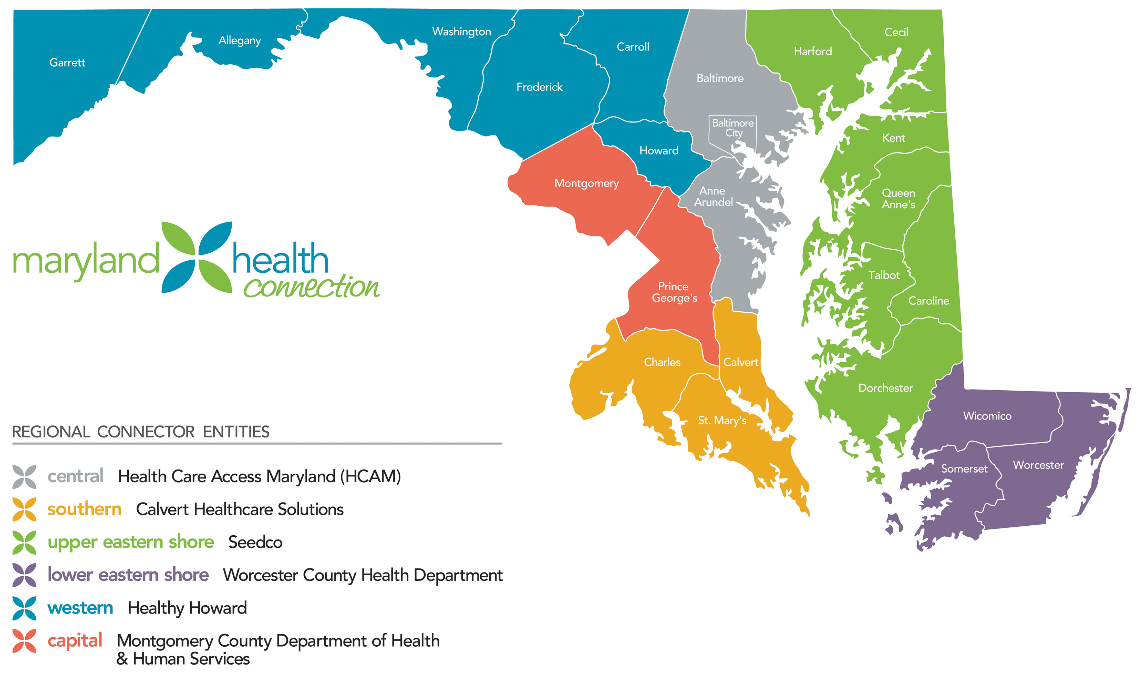 Garrett
Allegany
Washington
Frederick
Carroll
Baltimore
Baltimore
City
Harford
Cecil
Kent
Howard
Montgomery
Anne
Arundel
Queen
Anne's
Talbot
Caroline
Prince
George's
Charles
Calvert
St. Mary's
Dorchester
Wicomico
Somerset
Worcester
maryland health
connection
REGIONAL CONNECTOR ENTITIES
central Health Care Access Maryland (HCAM)
southern Calvert Healthcare Solutions
upper eastern shore Seedco
lower eastern shore Worcester County Health Department
western Healthy Howard
capital Montgomery County Department of Health
& Human Services